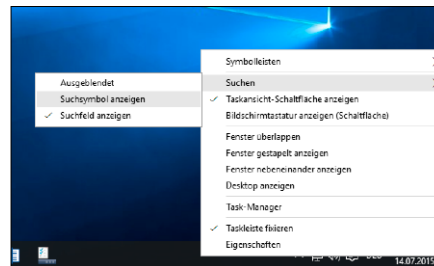 Symbolleisten
Suchen
Ausgeblendet
Suchsymbol anzeigen
Suchfeld anzeigen
Taskansicht-Schaltfläche anzeigen
Bildschirmtastatur anzeigen (Schaltfläche)
Fenster überlappen
Fenster gestapelt anzeigen
Fenster nebeneinander anzeigen
Desktop anzeigen
Task-Manager
Taskleiste fixieren
Eigenschaften
14.07.2015